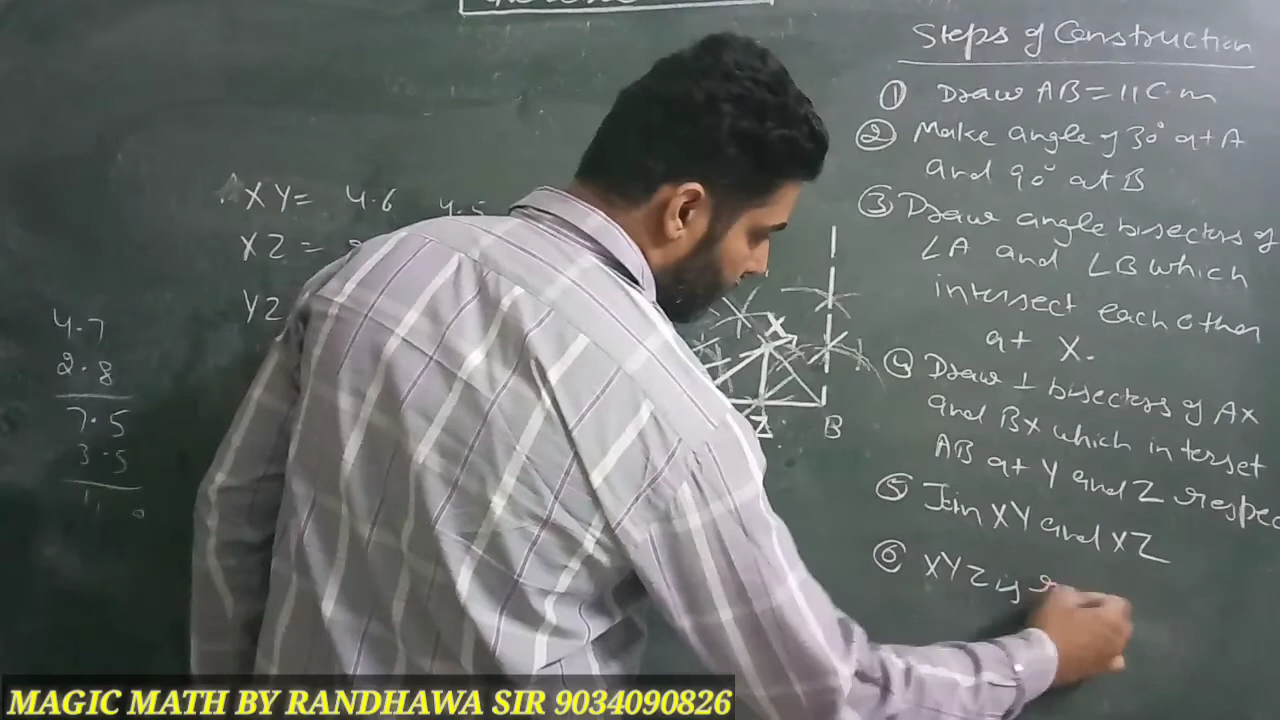 Steps of Construction
① Draw AB = 11 C.m
② Make angle of 30° at A
and 90° at B
③ Draw angle bisectors of
∠A and ∠B which
intersect each other
at X.
④ Draw ⊥ bisectors of AX
and BX which interset
AB at Y and Z respec
⑤ Join XY and XZ
⑥ XYZ is
XY = 4.6 4.5
XZ =
YZ
4.7
2.8
7.5
3.5
X
Z
B
MAGIC MATH BY RANDHAWA SIR 9034090826